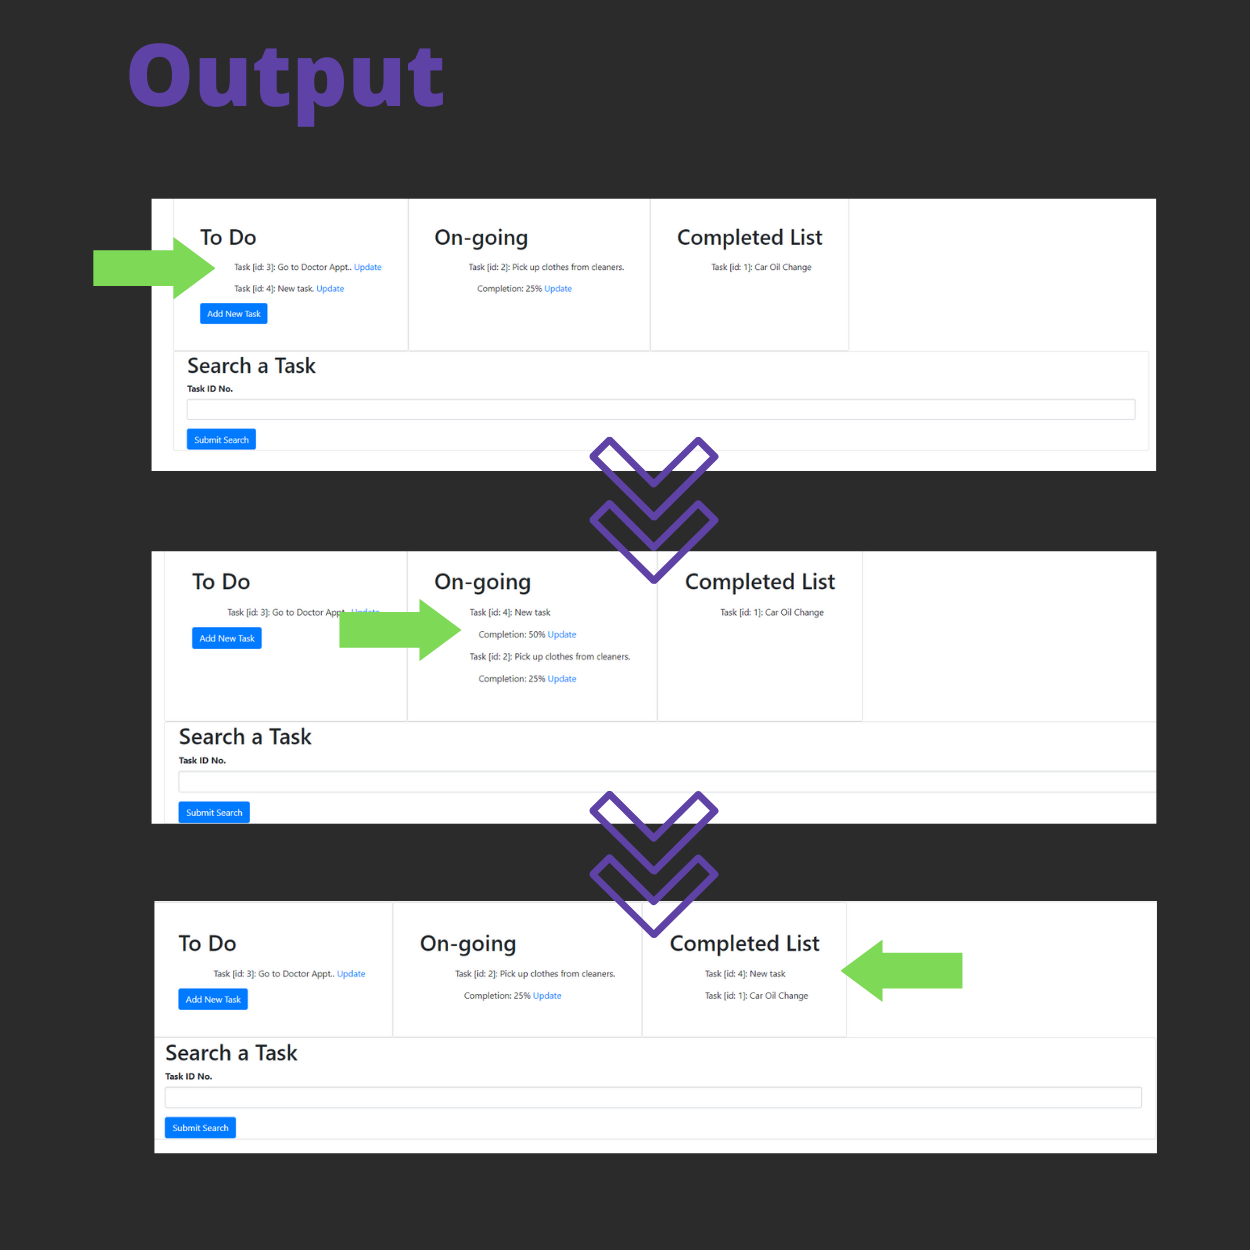 Output
To Do
Task [id: 3]: Go to Doctor Appt.. Update
Task [id: 4]: New task. Update
Add New Task
On-going
Task [id: 2]: Pick up clothes from cleaners.
Completion: 25% Update
Completed List
Task [id: 1]: Car Oil Change
Search a Task
Task ID No.
Submit Search
To Do
Task [id: 3]: Go to Doctor Appt.. Update
Add New Task
On-going
Task [id: 4]: New task
Completion: 50% Update
Task [id: 2]: Pick up clothes from cleaners.
Completion: 25% Update
Completed List
Task [id: 1]: Car Oil Change
Search a Task
Task ID No.
Submit Search
To Do
Task [id: 3]: Go to Doctor Appt.. Update
Add New Task
On-going
Task [id: 2]: Pick up clothes from cleaners.
Completion: 25% Update
Completed List
Task [id: 4]: New task
Task [id: 1]: Car Oil Change
Search a Task
Task ID No.
Submit Search